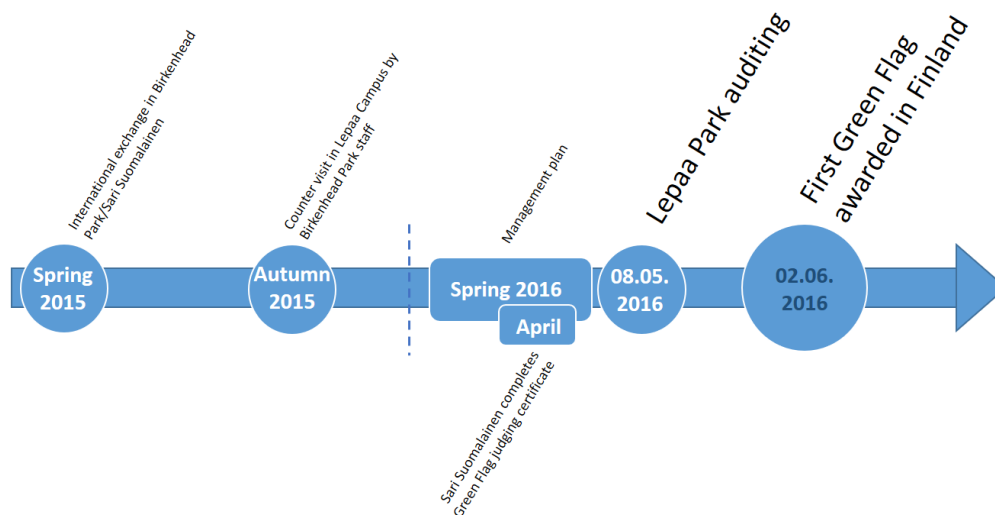 International exchange in Birkenhead
Park/Sari Suomalainen
Spring
2015
Counter visit in Lepaa Campus by
Birkenhead Park staff
Autumn
2015
Management plan
Spring 2016
April
Sari Suomalainen completes
Green Flag judging certificate
Lepaa Park auditing
08.05.
2016
First Green Flag
awarded in Finland
02.06.
2016